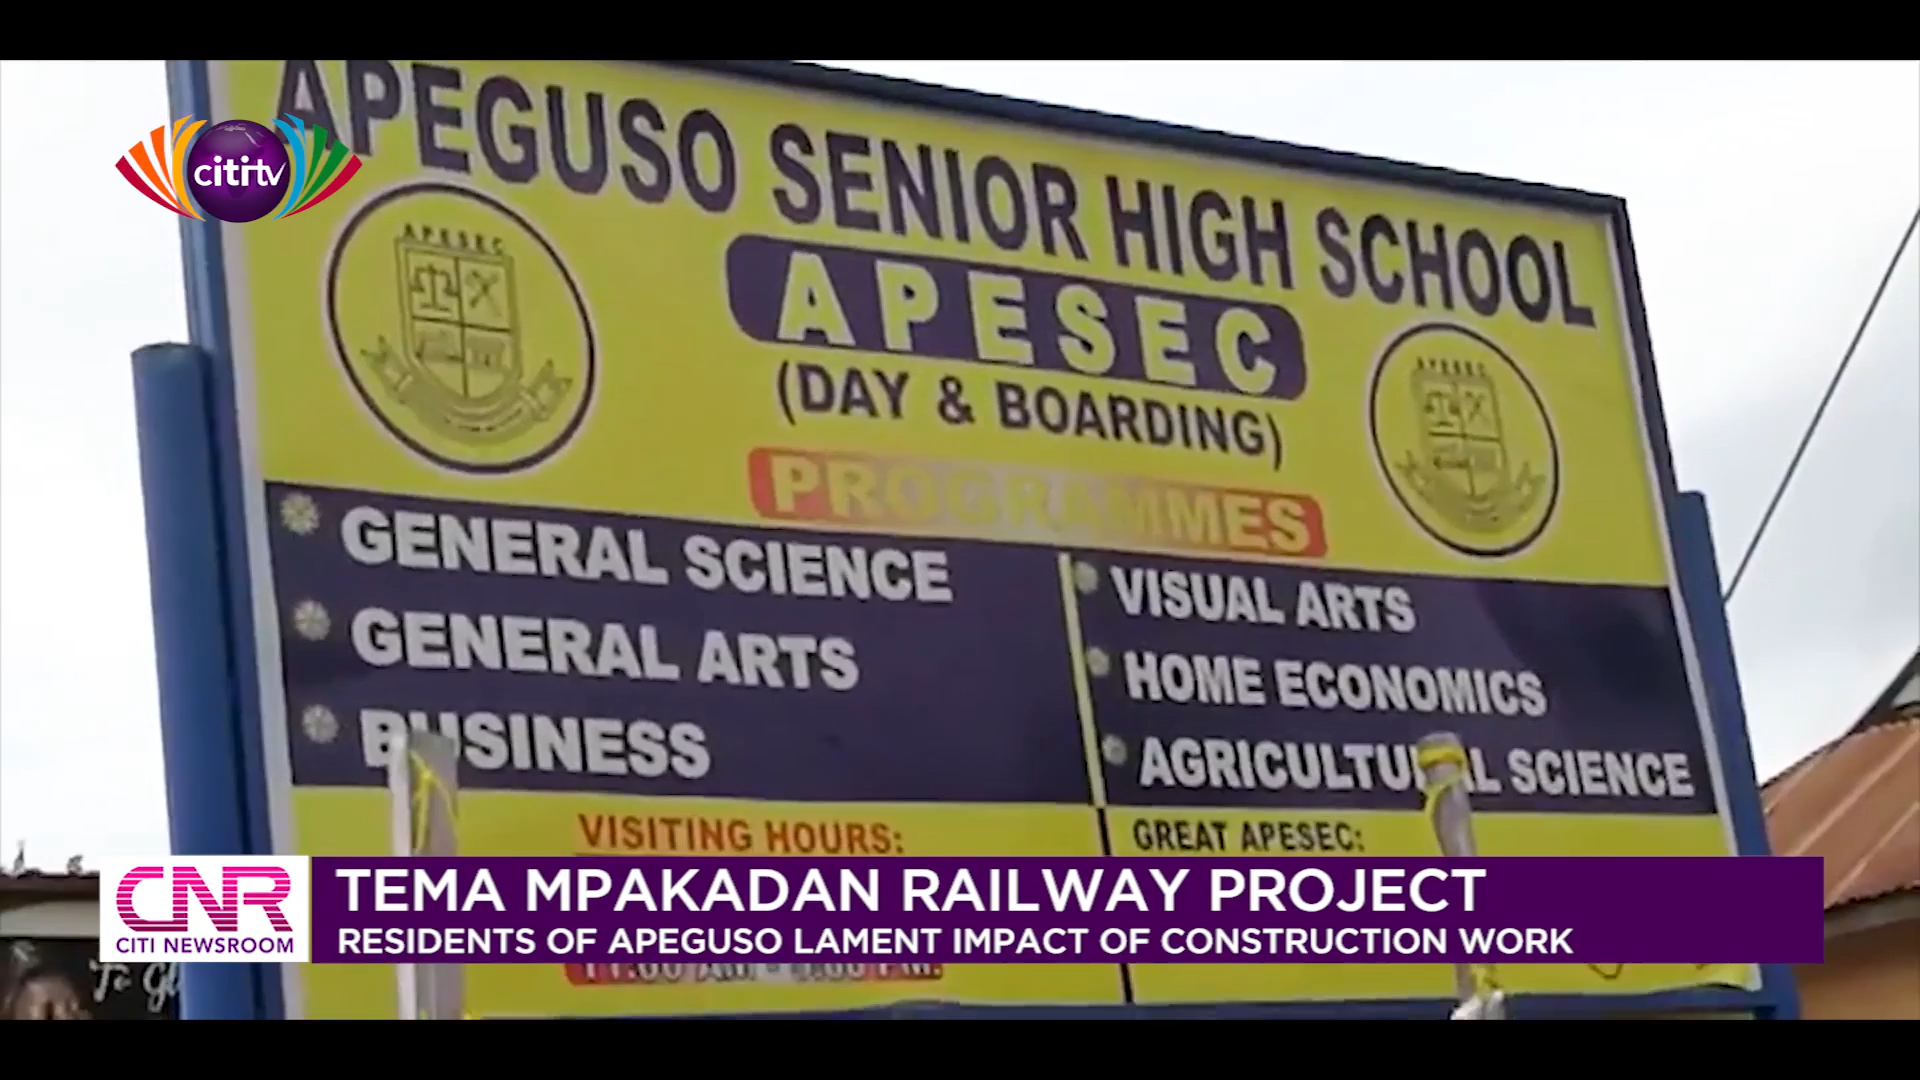 APEGUSO SENIOR HIGH SCHOOL
cititv
APESEC
APESEC
(DAY & BOARDING)
APESEC
PROGRAMMES
GENERAL SCIENCE
GENERAL ARTS
BUSINESS
VISUAL ARTS
HOME ECONOMICS
AGRICULTURAL SCIENCE
VISITING HOURS:
GREAT APESEC:
CNR
CITI NEWSROOM
TEMA MPAKADAN RAILWAY PROJECT
RESIDENTS OF APEGUSO LAMENT IMPACT OF CONSTRUCTION WORK